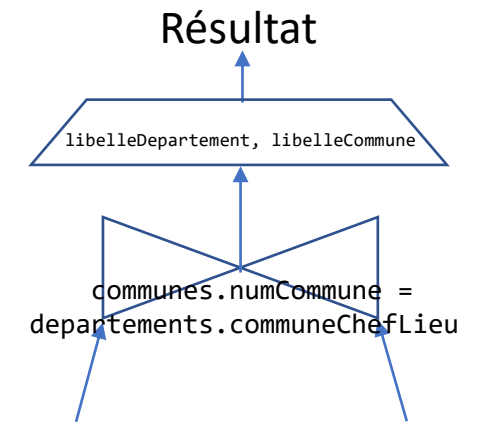 Résultat
libelleDepartement, libelleCommune
communes.numCommune =
departements.communeChefLieu